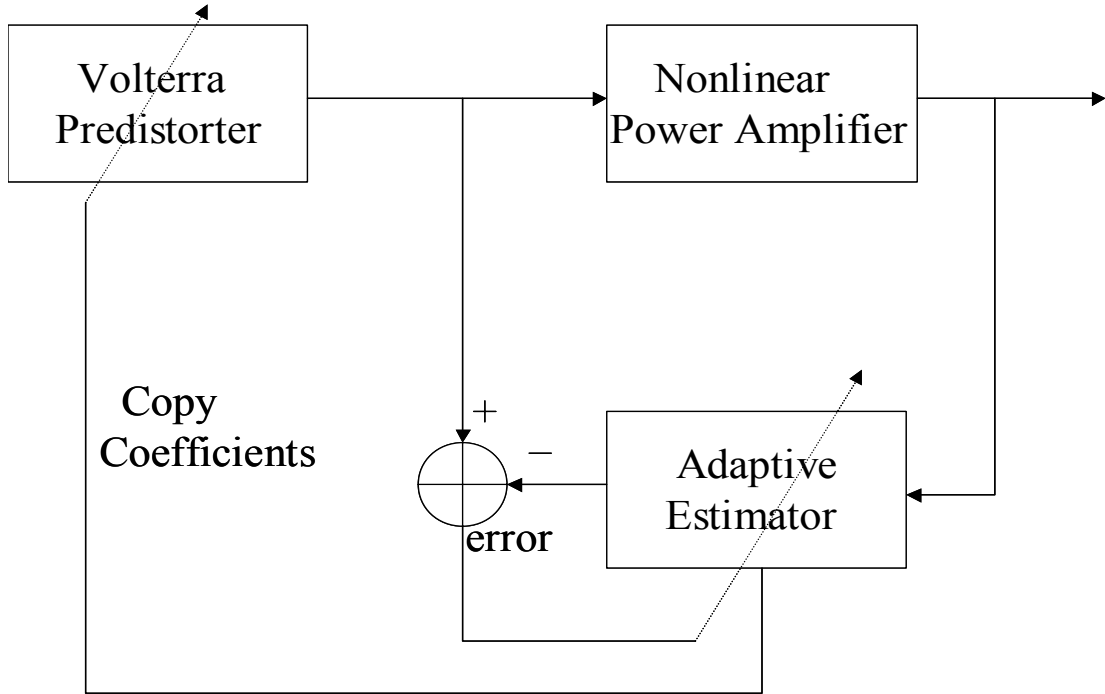 Volterra
Predistorter
Nonlinear
Power Amplifier
Copy
Coefficients
+
−
Adaptive
Estimator
error